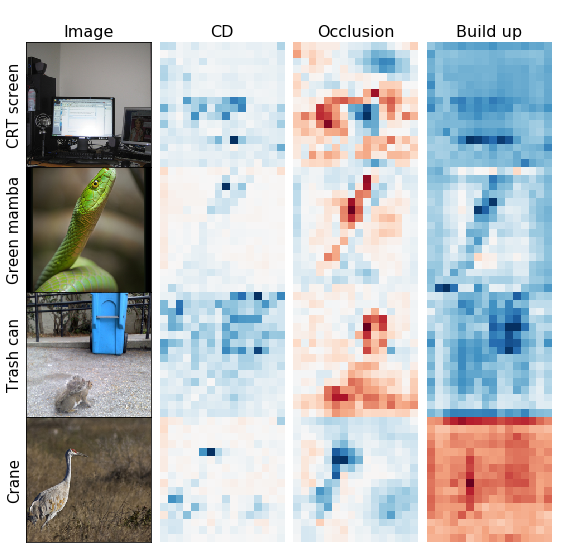 Image
CD
Occlusion
Build up
CRT screen
Green mamba
Trash can
Crane